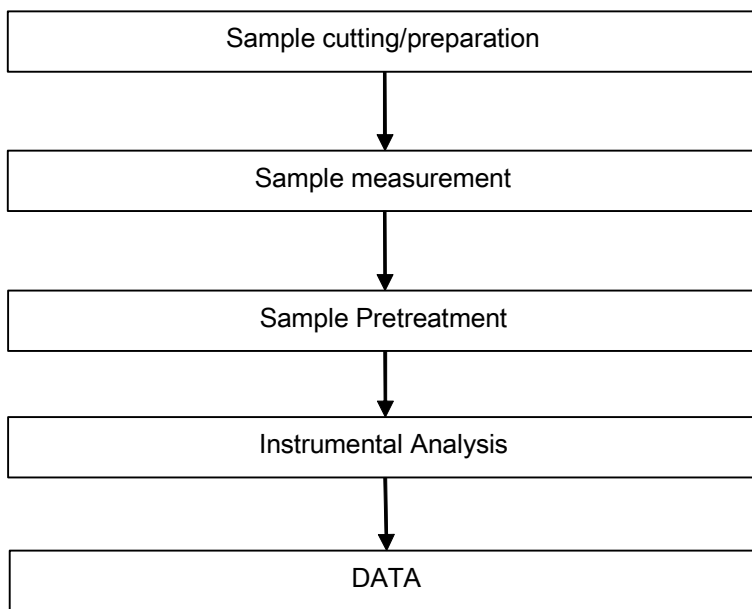 Sample cutting/preparation
Sample measurement
Sample Pretreatment
Instrumental Analysis
DATA